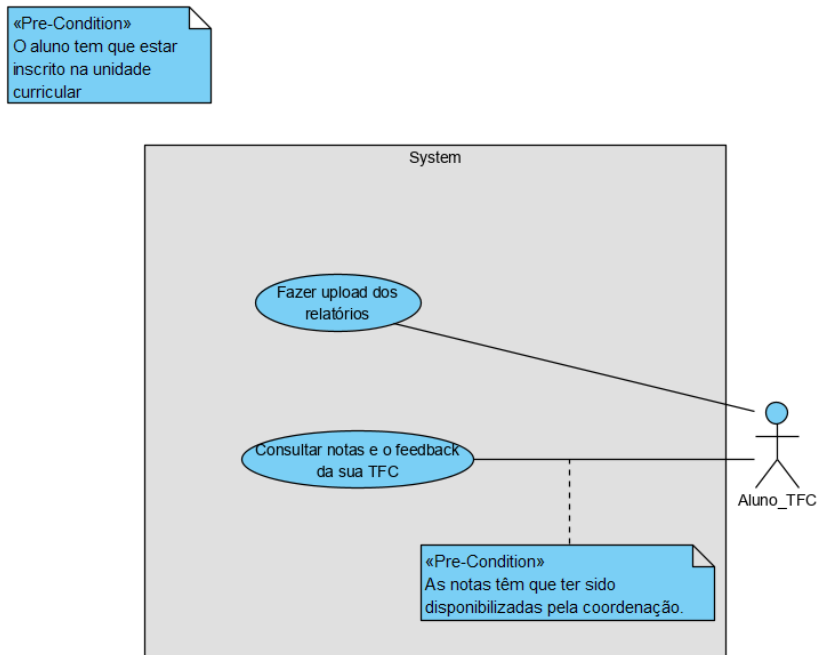 «Pre-Condition»
O aluno tem que estar
inscrito na unidade
curricular
System
Fazer upload dos
relatórios
Consultar notas e o feedback
da sua TFC
Aluno_TFC
«Pre-Condition»
As notas têm que ter sido
disponibilizadas pela coordenação.